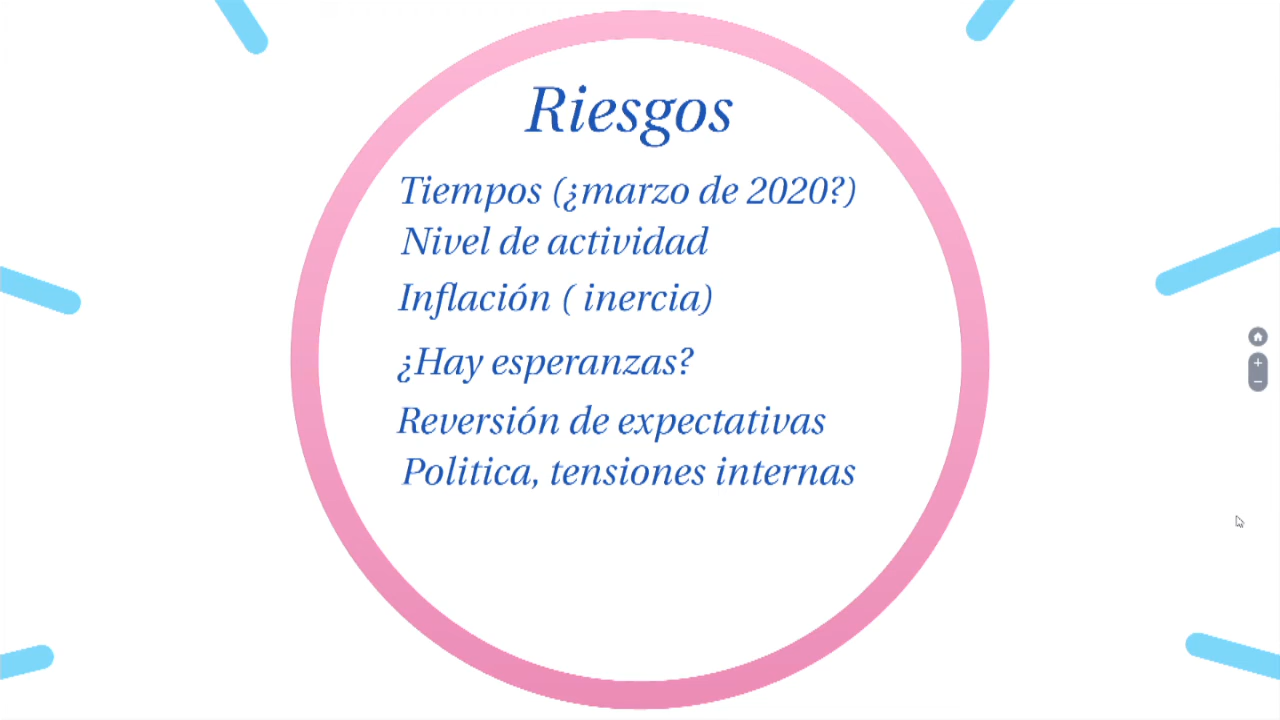 Riesgos
Tiempos (¿marzo de 2020?)
Nivel de actividad
Inflación ( inercia)
¿Hay esperanzas?
Reversión de expectativas
Politica, tensiones internas